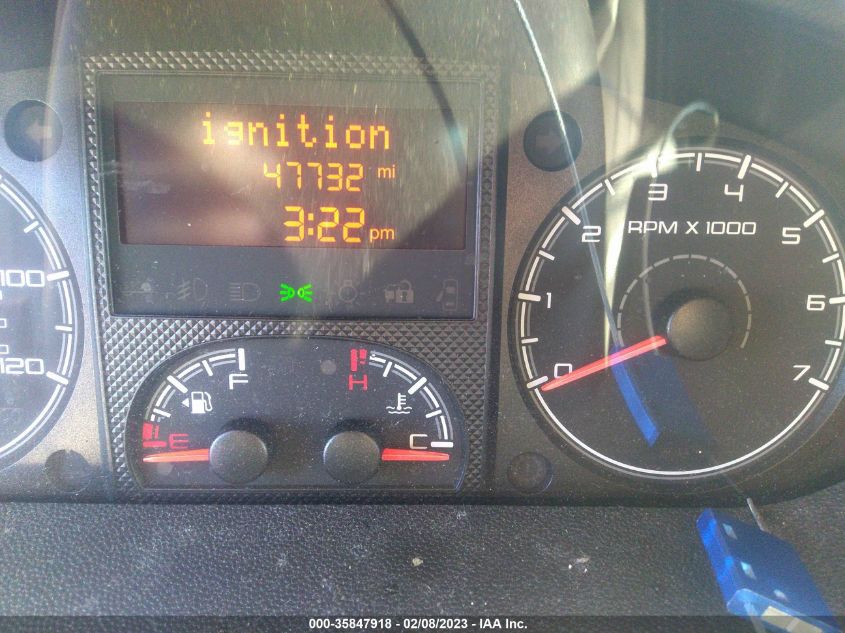 ignition
47732 mi
3:22 pm
100
120
F
H
E
C
RPM X 1000
0
1
2
3
4
5
6
7
000-35847918 / 02/08/2023 - IAA Inc.